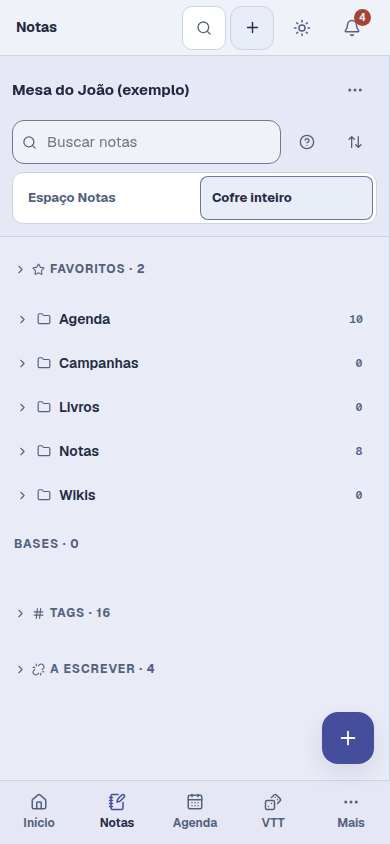 Notas
4
Mesa do João (exemplo)
Buscar notas
Espaço Notas
Cofre inteiro
FAVORITOS · 2
Agenda 10
Campanhas 0
Livros 0
Notas 8
Wikis 0
BASES · 0
TAGS · 16
A ESCREVER · 4
Início Notas Agenda VTT Mais